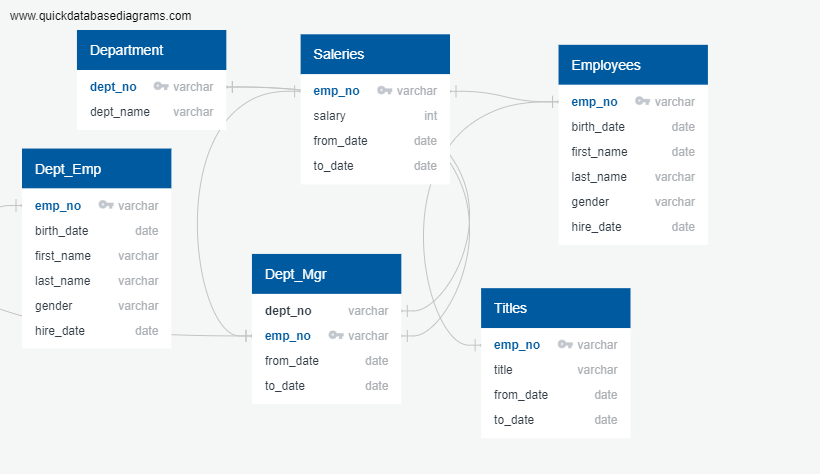 www.quickdatabasediagrams.com
Department
dept_no varchar
dept_name varchar
Saleries
emp_no varchar
salary int
from_date date
to_date date
Employees
emp_no varchar
birth_date date
first_name date
last_name varchar
gender varchar
hire_date date
Dept_Emp
emp_no varchar
birth_date date
first_name varchar
last_name varchar
gender varchar
hire_date date
Dept_Mgr
dept_no varchar
emp_no varchar
from_date date
to_date date
Titles
emp_no varchar
title varchar
from_date date
to_date date